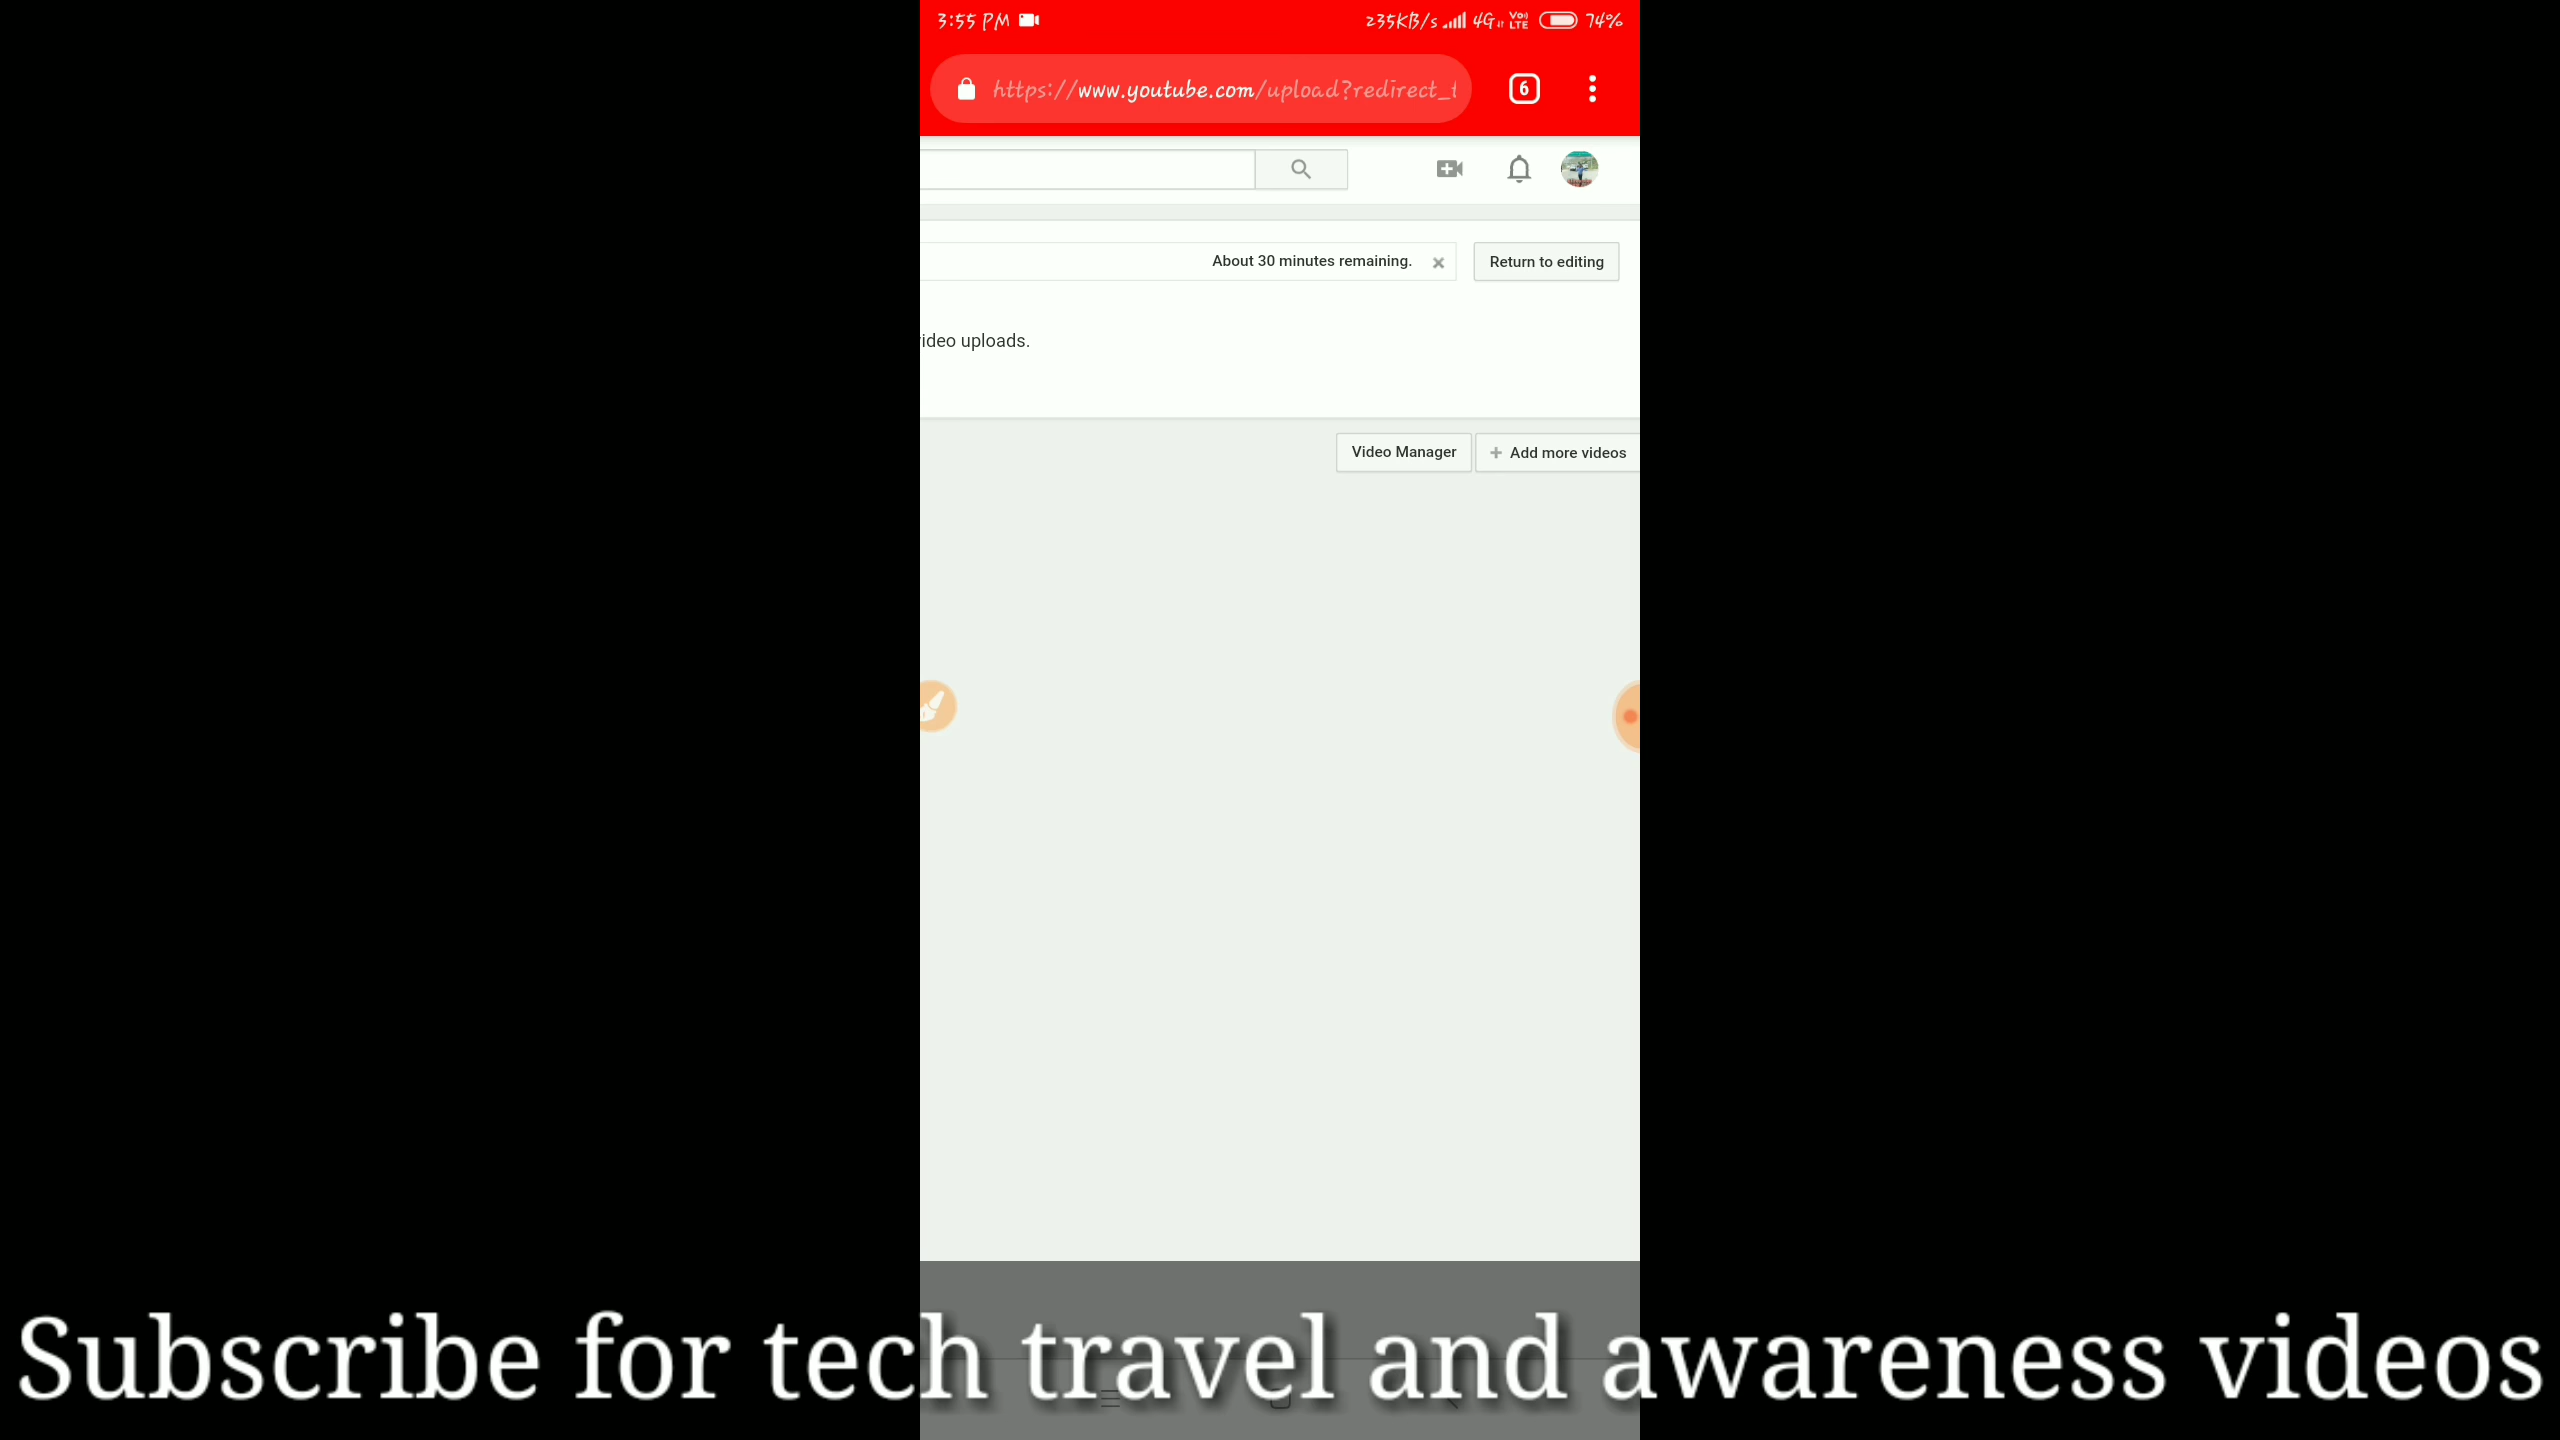 3:55 PM 235KB/s 4G Vo) LTE 74%
https://www.youtube.com/upload?redirect_t 6
About 30 minutes remaining. Return to editing
ideo uploads.
Video Manager + Add more videos
Subscribe for tech travel and awareness videos